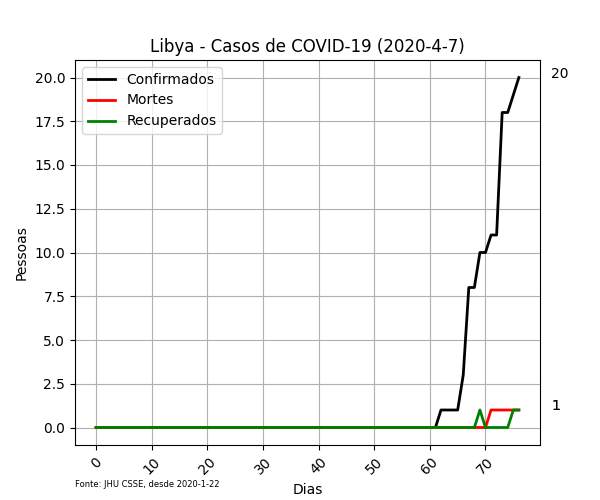 Libya - Casos de COVID-19 (2020-4-7)
Confirmados
Mortes
Recuperados
20.0
17.5
15.0
12.5
10.0
7.5
5.0
2.5
0.0
Pessoas
20
1
0
10
20
30
40
50
60
70
Dias
Fonte: JHU CSSE, desde 2020-1-22